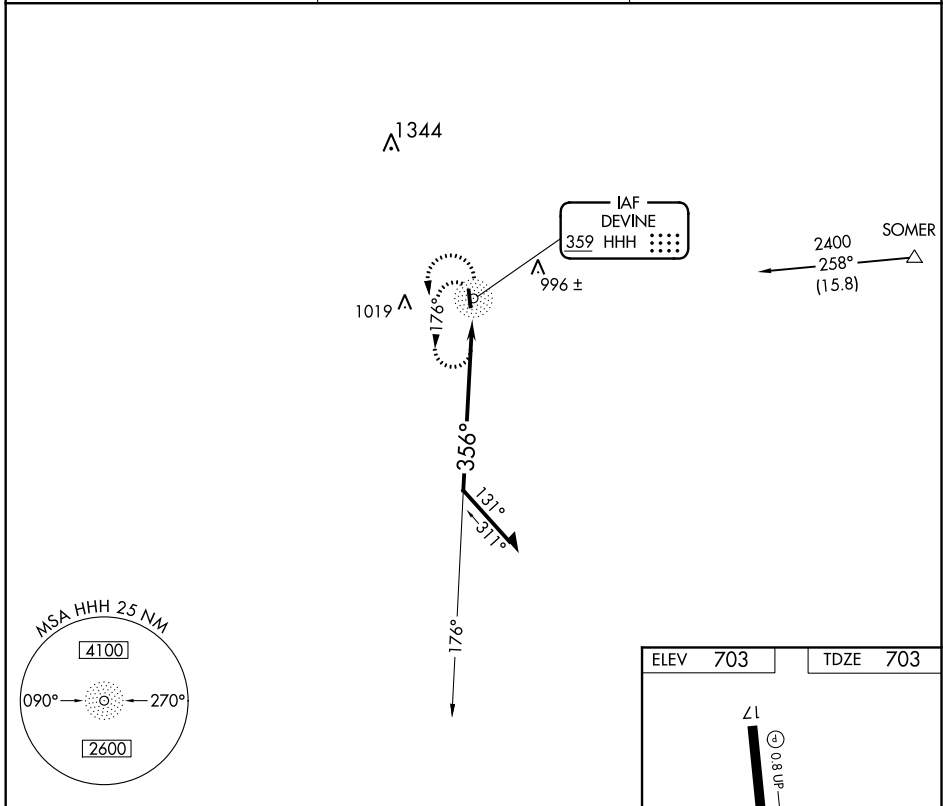 1344
IAF
DEVINE
359 HHH
SOMER
2400
258°
(15.8)
996 ±
1019
176°
356°
131°
311°
176°
MSA HHH 25 NM
4100
090°
270°
2600
ELEV 703
TDZE 703
17
P 0.8 UP